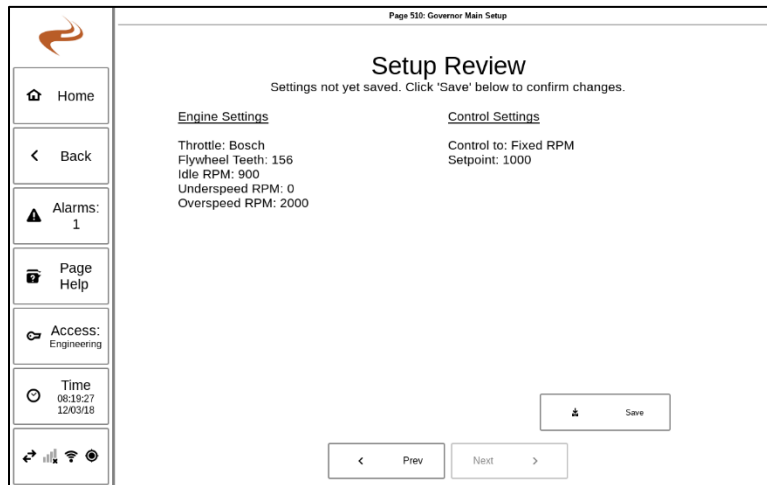 Page 510: Governor Main Setup
Setup Review
Settings not yet saved. Click 'Save' below to confirm changes.
Home
Back
Alarms:
1
Page
Help
Access:
Engineering
Time
08:19:27
12/03/18
Engine Settings
Throttle: Bosch
Flywheel Teeth: 156
Idle RPM: 900
Underspeed RPM: 0
Overspeed RPM: 2000
Control Settings
Control to: Fixed RPM
Setpoint: 1000
Save
Prev
Next